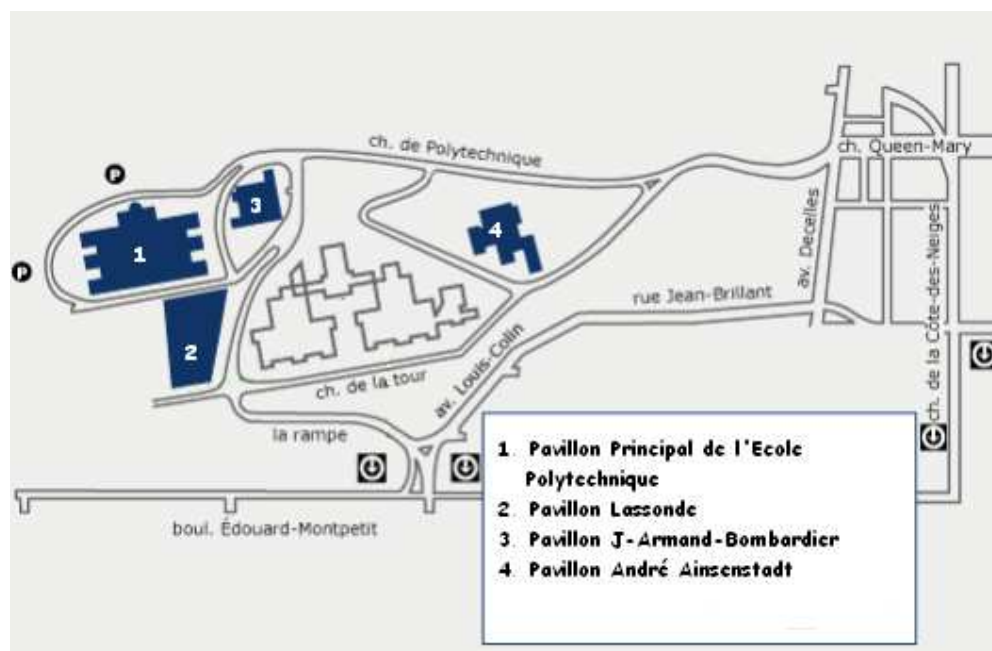 ch. de Polytechnique
ch. Queen-Mary
P
3
1
4
av. Decelles
ch. de la Côte-des-Neiges
P
rue Jean-Brillant
2
av. Louis-Colin
ch. de la tour
la rampe
boul. Édouard-Montpetit
1. Pavillon Principal de l'Ecole
Polytechnique
2. Pavillon Lassonde
3. Pavillon J-Armand-Bombardier
4. Pavillon André Ainsenstadt